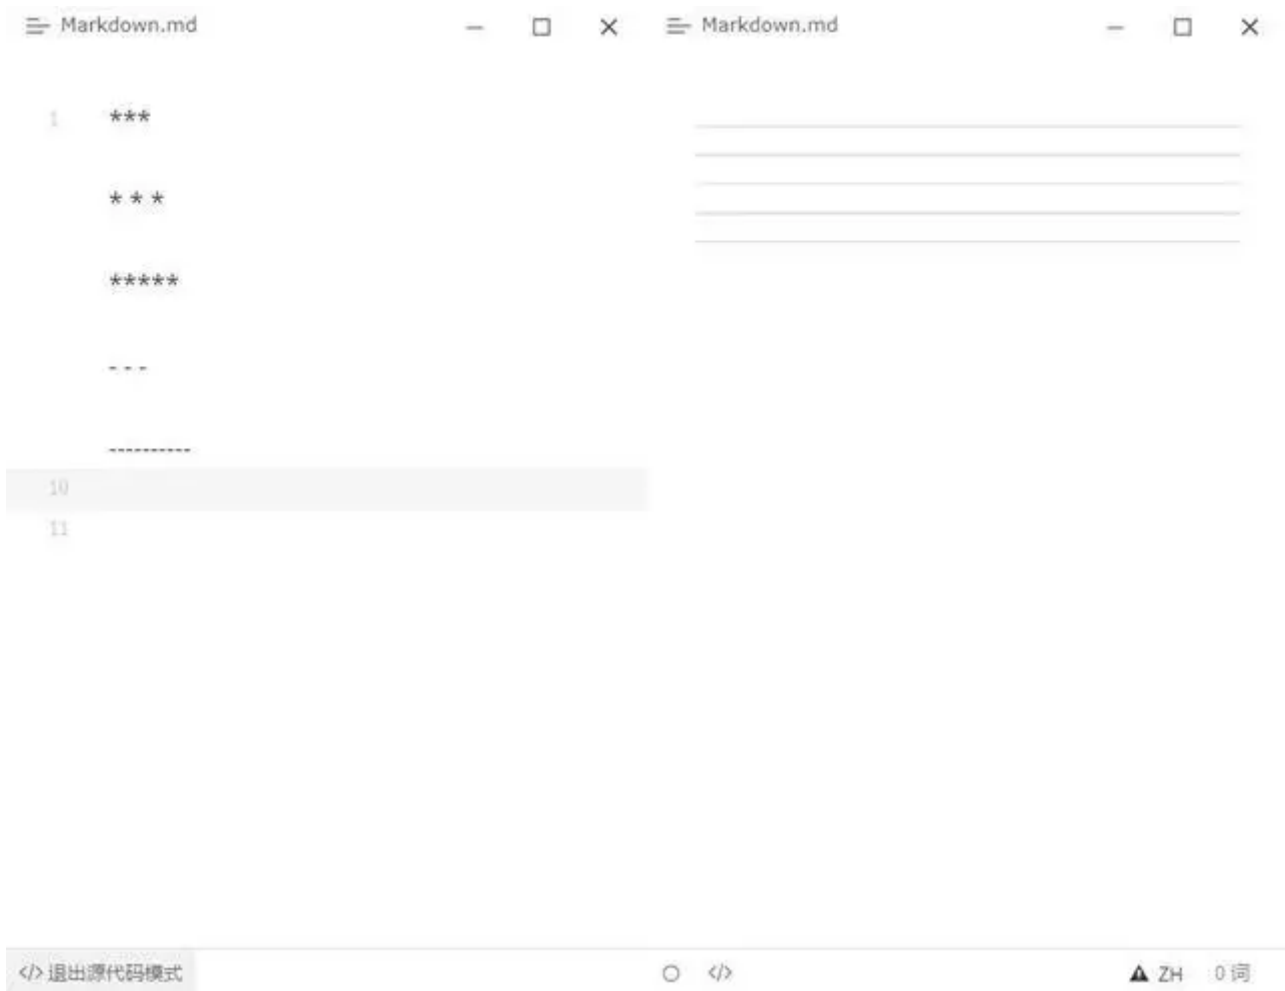 Markdown.md
1 ***
* * *
*****
- - -
----------
10
11
</> 退出源代码模式
Markdown.md
</>
ZH 0 词